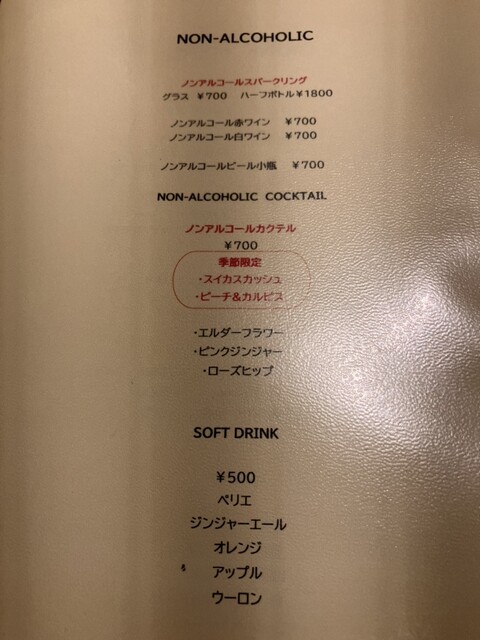 NON-ALCOHOLIC
ノンアルコールスパークリング
グラス ¥700 ハーフボトル¥1800
ノンアルコール赤ワイン ¥700
ノンアルコール白ワイン ¥700
ノンアルコールビール小瓶 ¥700
NON-ALCOHOLIC COCKTAIL
ノンアルコールカクテル
¥700
季節限定
・スイカスカッシュ
・ピーチ&カルピス
・エルダーフラワー
・ピンクジンジャー
・ローズヒップ
SOFT DRINK
¥500
ペリエ
ジンジャーエール
オレンジ
アップル
ウーロン